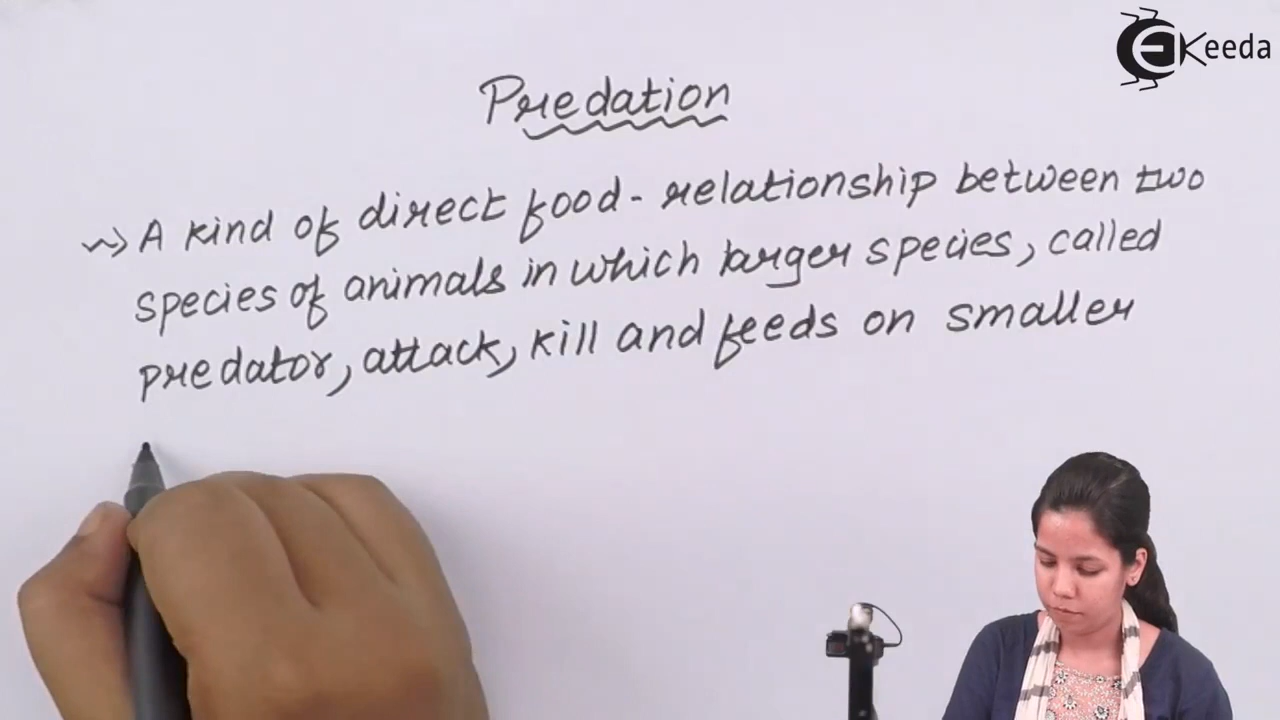 EKeeda
Predation
A kind of direct food-relationship between two
species of animals in which larger species, called
predator, attack, kill and feeds on smaller